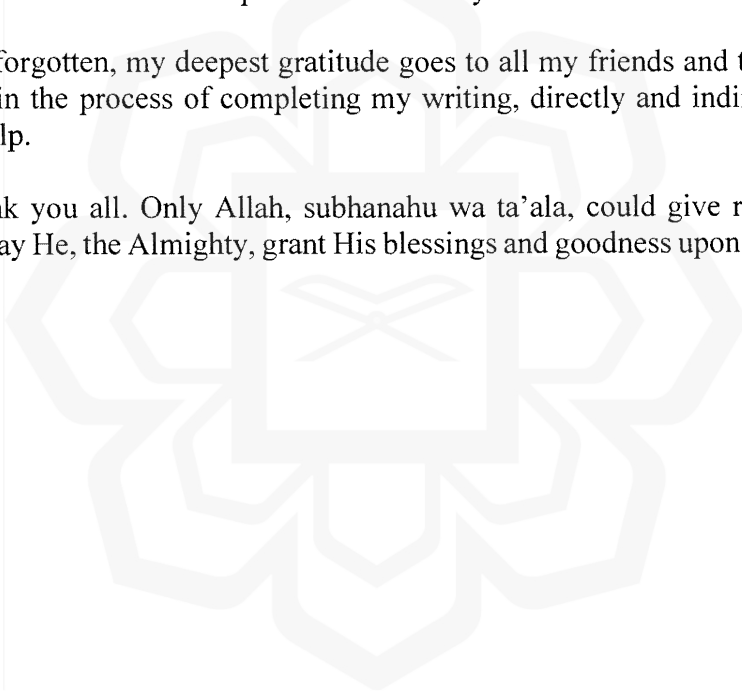 forgotten, my deepest gratitude goes to all my friends and
in the process of completing my writing, directly and indi
lp.
k you all. Only Allah, subhanahu wa ta’ala, could give r
ay He, the Almighty, grant His blessings and goodness upon